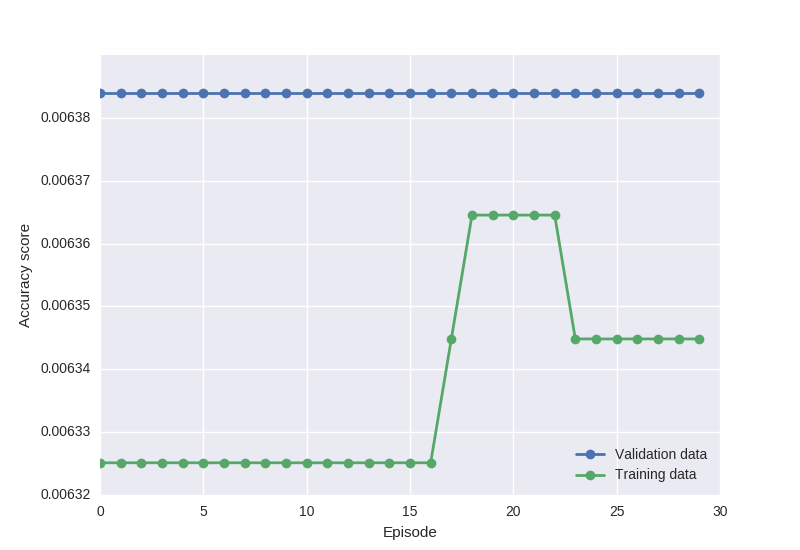 Accuracy score
0.00638
0.00637
0.00636
0.00635
0.00634
0.00633
0.00632
Validation data
Training data
0 5 10 15 20 25 30
Episode